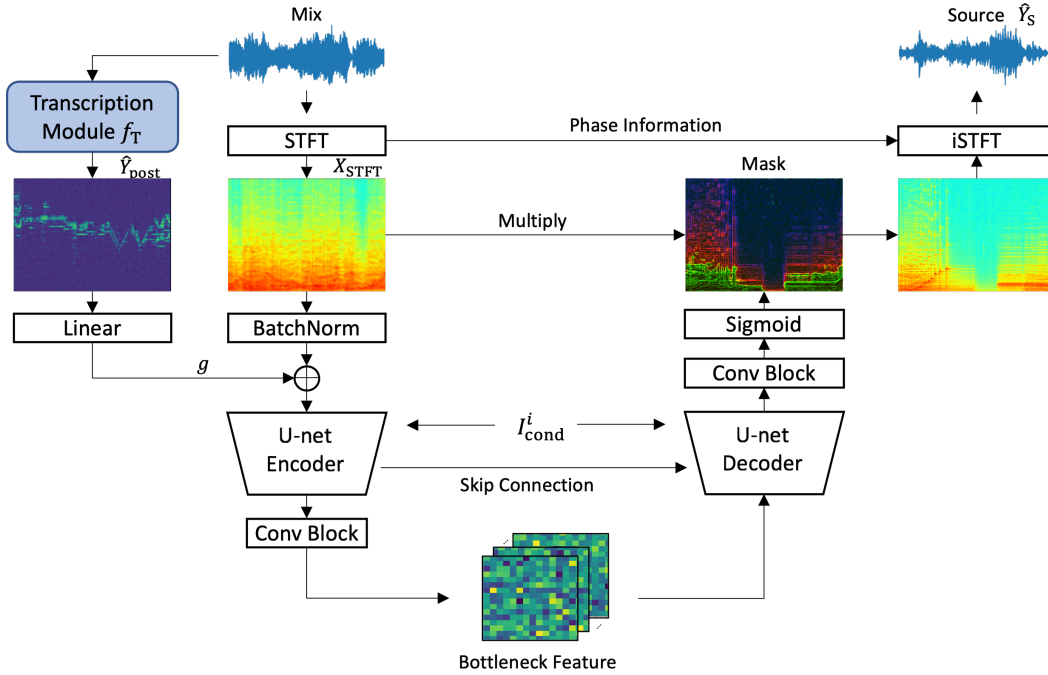 Mix
Source Ŷ_S
Transcription
Module f_T
STFT
Phase Information
iSTFT
Ŷ_post
X_STFT
Mask
Multiply
Linear
BatchNorm
Sigmoid
g
Conv Block
U-net
Encoder
I^i_cond
U-net
Decoder
Skip Connection
Conv Block
Bottleneck Feature